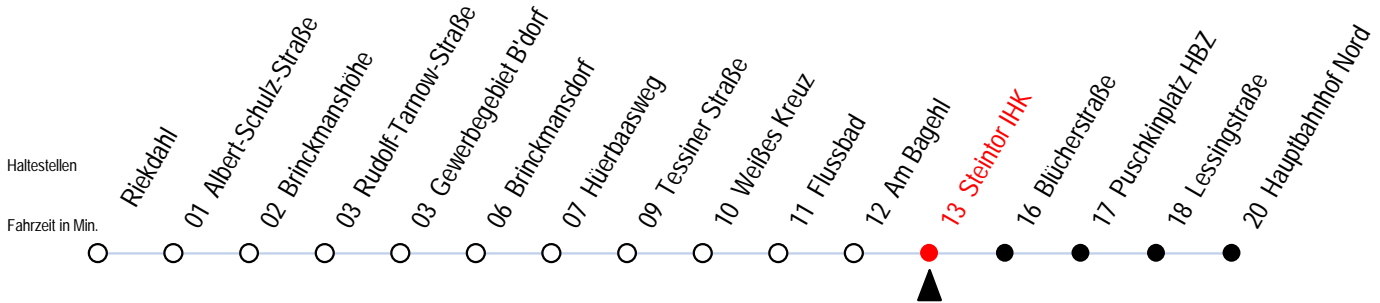 Haltestellen
Fahrzeit in Min.
Riekdahl
01 Albert-Schulz-Straße
02 Brinckmanshöhe
03 Rudolf-Tarnow-Straße
03 Gewerbegebiet B'dorf
06 Brinckmansdorf
07 Hüerbaasweg
09 Tessiner Straße
10 Weißes Kreuz
11 Flussbad
12 Am Bagehl
13 Steintor IHK
16 Blücherstraße
17 Puschkinplatz HBZ
18 Lessingstraße
20 Hauptbahnhof Nord